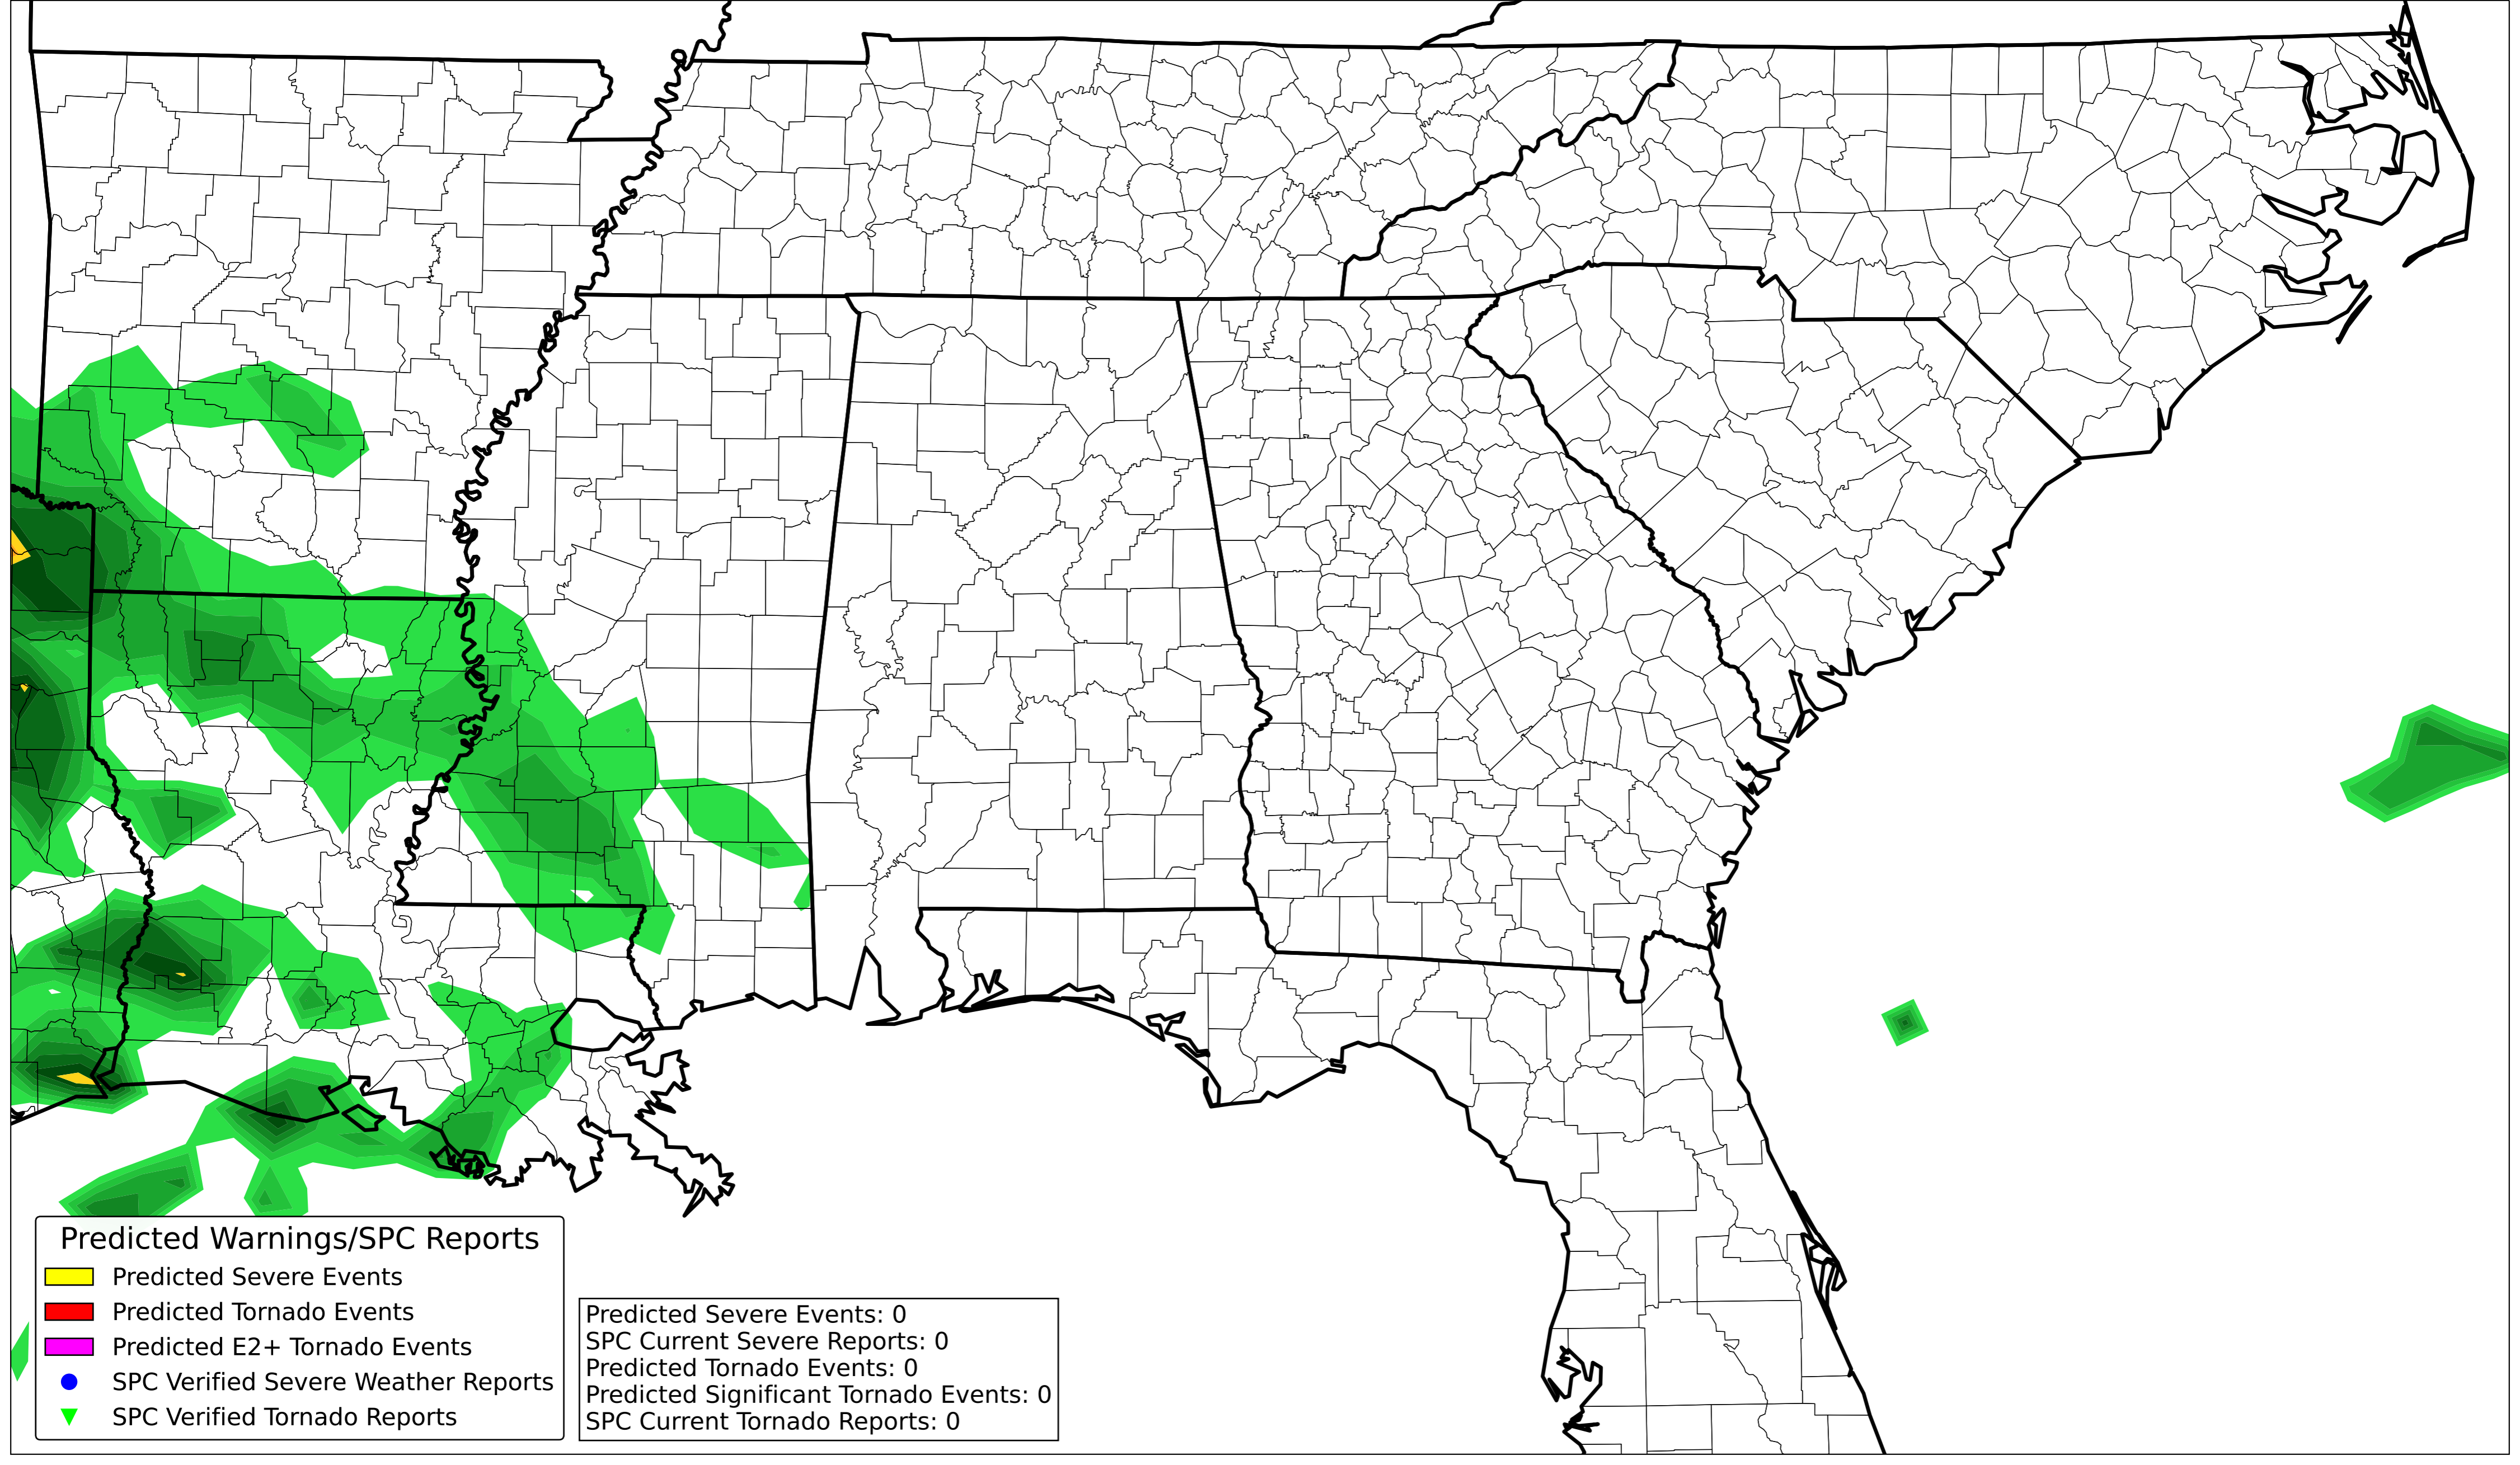 Predicted Warnings/SPC Reports
Predicted Severe Events
Predicted Tornado Events
Predicted E2+ Tornado Events
SPC Verified Severe Weather Reports
SPC Verified Tornado Reports
Predicted Severe Events: 0
SPC Current Severe Reports: 0
Predicted Tornado Events: 0
Predicted Significant Tornado Events: 0
SPC Current Tornado Reports: 0